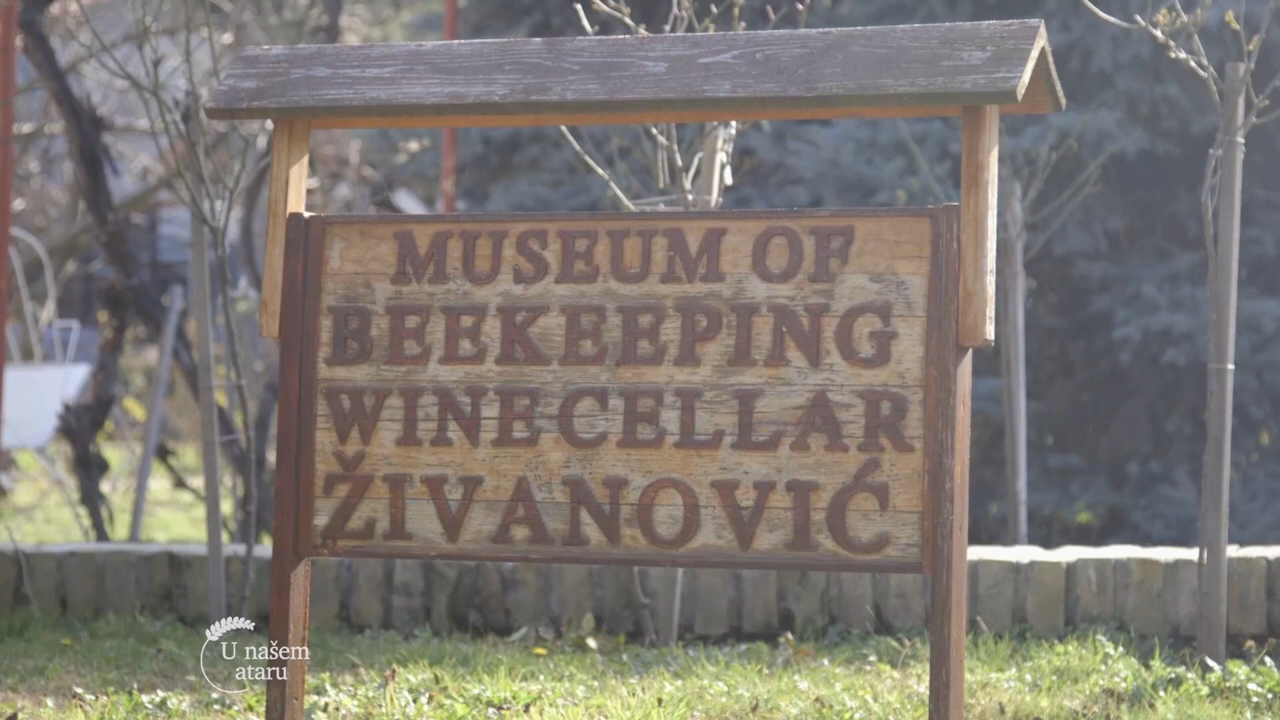 MUSEUM OF
BEEKEEPING
WINECELLAR
ŽIVANOVIĆ
U našem
ataru